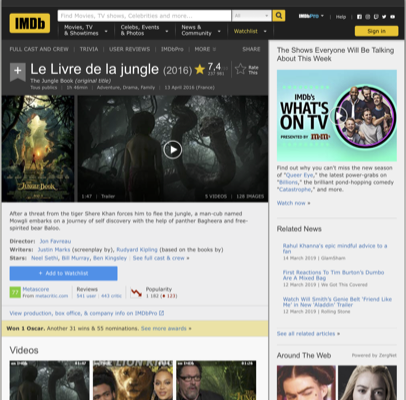 IMDb
Find Movies, TV shows, Celebrities and more...
All
IMDbPro
Help
Movies, TV & Showtimes
Celebs, Events & Photos
News & Community
Watchlist
Sign in
FULL CAST AND CREW | TRIVIA | USER REVIEWS | IMDbPro | MORE
SHARE
Le Livre de la jungle (2016)
7,4
Rate This
The Jungle Book (original title)
Tous publics | 1h 46min | Adventure, Drama, Family | 13 April 2016 (France)
1:47 | Trailer
5 VIDEOS | 126 IMAGES
After a threat from the tiger Shere Khan forces him to flee the jungle, a man-cub named
Mowgli embarks on a journey of self discovery with the help of panther Bagheera and free-
spirited bear Baloo.
Director: Jon Favreau
Writers: Justin Marks (screenplay by), Rudyard Kipling (based on the books by)
Stars: Neel Sethi, Bill Murray, Ben Kingsley | See full cast & crew »
+ Add to Watchlist
77
Metascore
From metacritic.com
Reviews
541 user | 443 critic
Popularity
1 182
View production, box office, & company info on IMDbPro
Won 1 Oscar. Another 31 wins & 55 nominations. See more awards »
Videos
The Shows Everyone Will Be Talking
About This Week
IMDb's
WHAT'S
ON TV
PRESENTED BY M&M'S
Find out why you can't miss the new season
of "Queer Eye," the latest power-grabs on
"Billions," the brilliant pond-hopping comedy
"Catastrophe," and more.
Watch now »
Related News
Rahul Khanna's epic mindful advice to a
fan
14 March 2019 | GlamSham
First Reactions To Tim Burton's Dumbo
Are A Mixed Bag
12 March 2019 | We Got This Covered
Watch Will Smith's Genie Belt 'Friend Like
Me' in New 'Aladdin' Trailer
12 March 2019 | Rolling Stone
See all related articles »
Around The Web
Powered by ZergNet